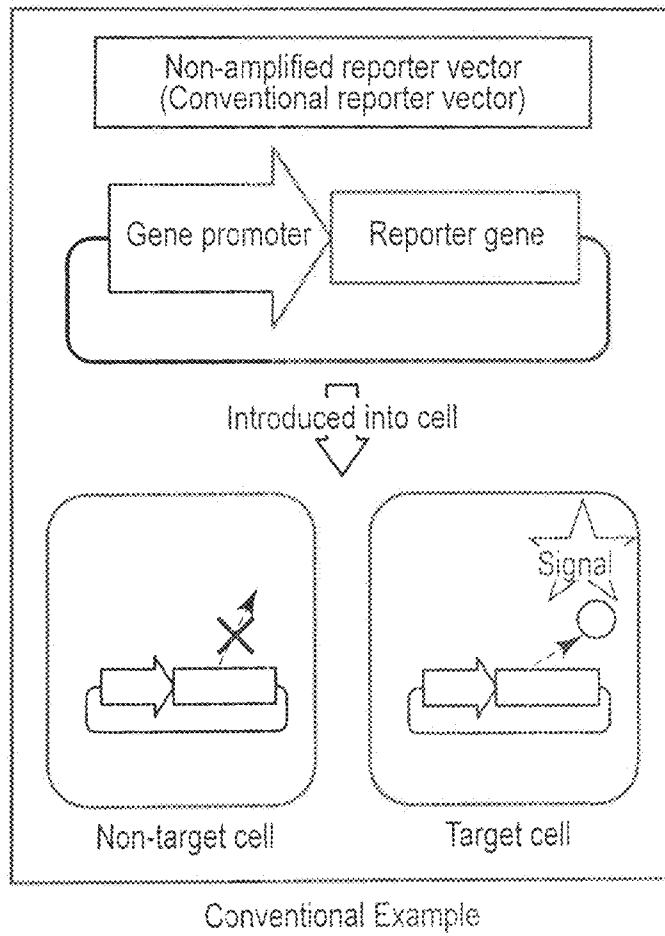 Non-amplified reporter vector
(Conventional reporter vector)
Gene promoter
Reporter gene
Introduced into cell
Signal
Non-target cell
Target cell
Conventional Example